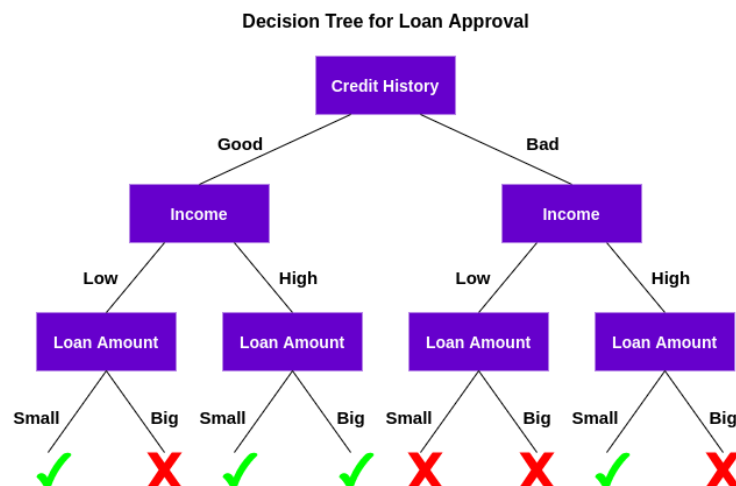 Decision Tree for Loan Approval
Credit History
Good
Bad
Income
Income
Low
High
Low
High
Loan Amount
Loan Amount
Loan Amount
Loan Amount
Small
Big
Small
Big
Small
Big
Small
Big